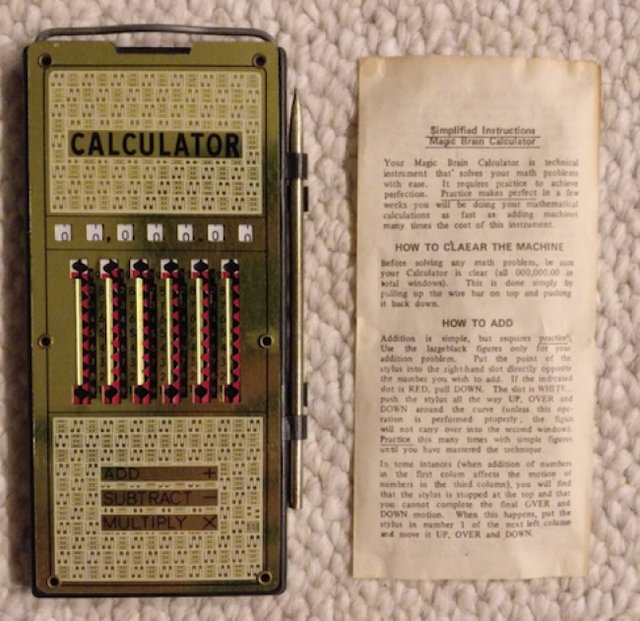 CALCULATOR
0 0,0 0 0.0 0
ADD +
SUBTRACT −
MULTIPLY X
Simplified Instructions
Magic Brain Calculator
Your Magic Brain Calculator is technical
instrument that solves your math problems
with ease. It requires practice to achieve
perfection. Practice makes perfect in a few
weeks you will be doing your mathematical
calculations as fast as adding machines
many times the cost of this instrument.
HOW TO CLAEAR THE MACHINE
Before solving any math problem, be sure
your Calculator is clear (all 000,000.00 in
total windows). This is done simply by
pulling up the wire bar on top and pushing
it back down.
HOW TO ADD
Addition is simple, but requires practice.
Use the largeblack figures only for your
addition problem. Put the point of the
stylus into the right-hand slot directly opposite
the number you wish to add. If the indicated
slot is RED, pull DOWN. The slot is WHITE,
push the stylus all the way UP, OVER and
DOWN around the curve (unless this ope-
ration is performed properly, the figure
will not carry over into the second window).
Practice this many times with simple figures
until you have mastered the technique.
In some intances (when addition of numbers
in the first column affects the motion of
numbers in the third column), you will find
that the stylus is stopped at the top and that
you cannot complete the final OVER and
DOWN motion. When this happens, put the
stylus in number 1 of the next left column
and move it UP, OVER and DOWN.